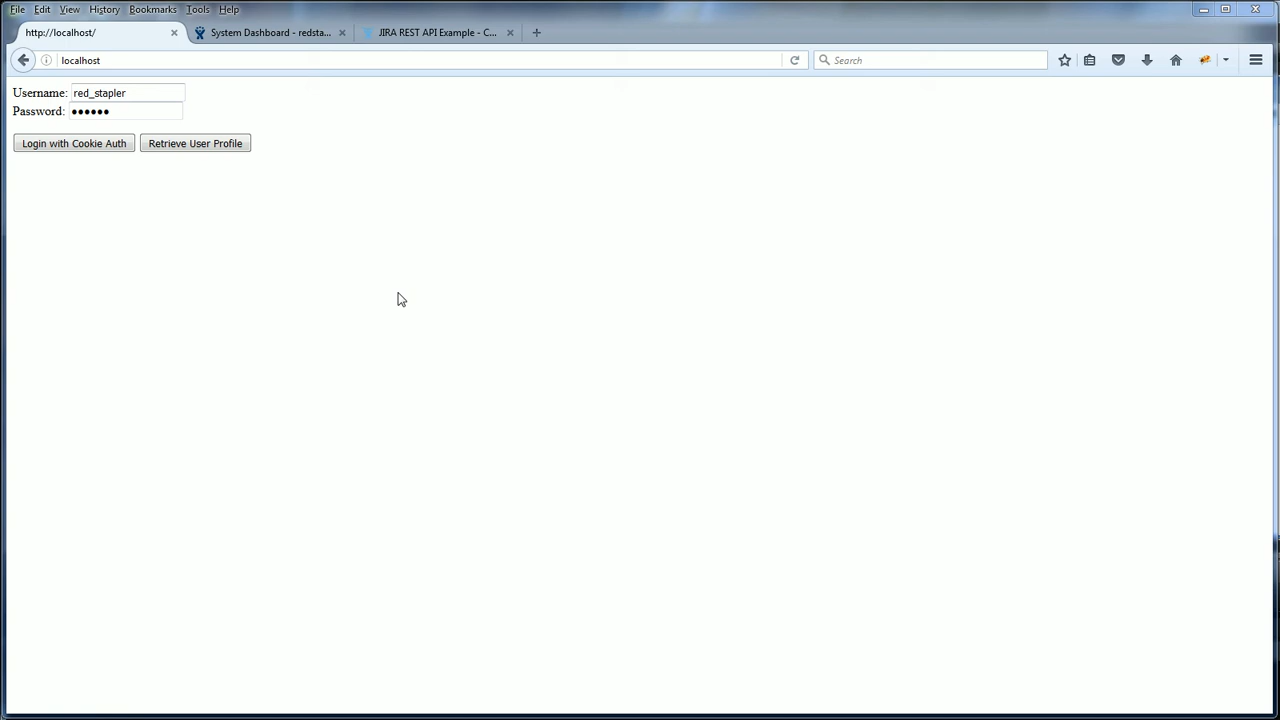 File Edit View History Bookmarks Tools Help
http://localhost/ System Dashboard - redsta... JIRA REST API Example - C...
localhost Search
Username: red_stapler
Password: ●●●●●●
Login with Cookie Auth Retrieve User Profile